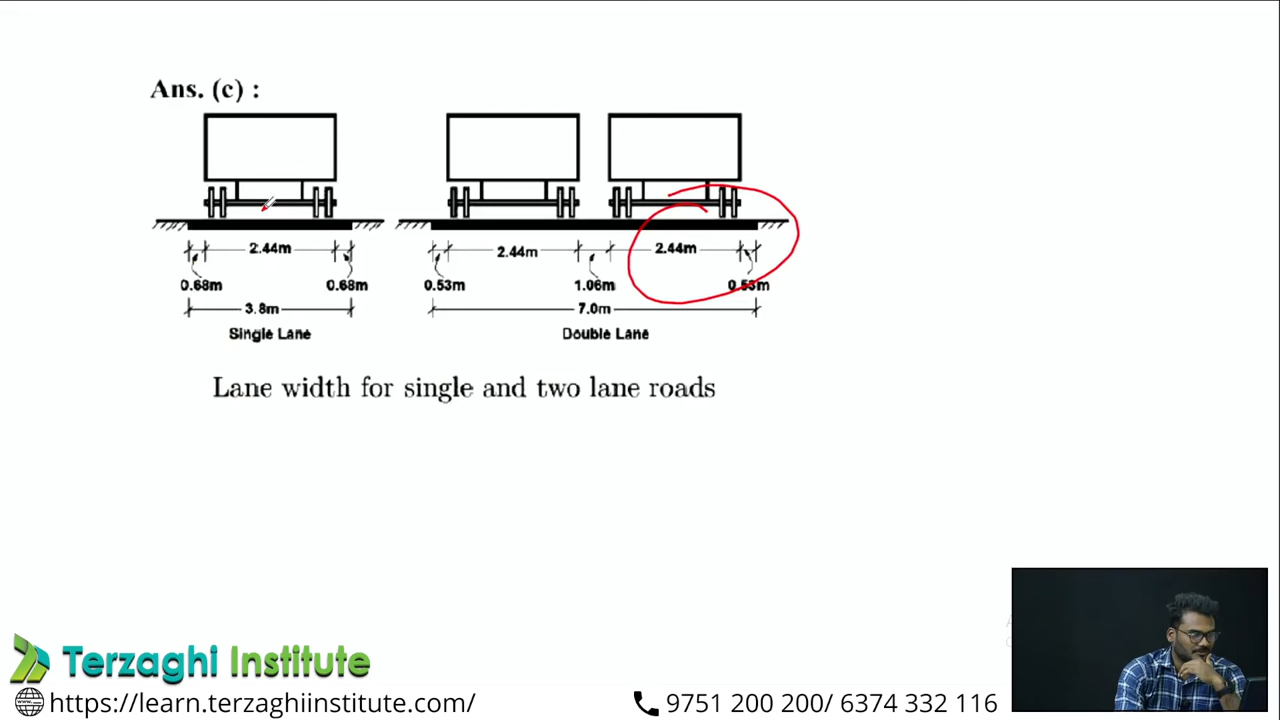 Ans. (c) :
2.44m
2.44m
2.44m
0.68m
0.68m
0.53m
1.06m
0.53m
3.8m
7.0m
Single Lane
Double Lane
Lane width for single and two lane roads
Terzaghi Institute
https://learn.terzaghiinstitute.com/
9751 200 200/ 6374 332 116